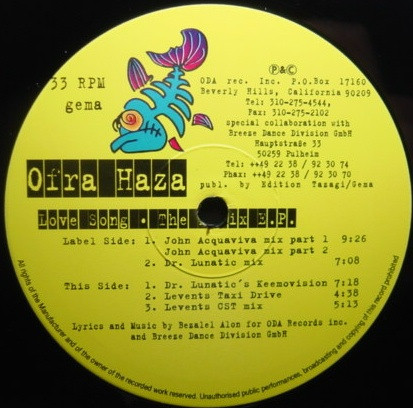 33 RPM
gema
P&C
ODA rec. Inc. P.O.Box 17160
Beverly Hills, California 90209
Tel: 310-275-4544,
Fax: 310-275-2102
special collaboration with
Breeze Dance Division GmbH
Hauptstraße 33
50259 Pulheim
Tel: ++49 22 38 / 92 30 74
Phax: ++49 22 38 / 92 30 70
publ. by Edition Tazagi/Gema
Ofra Haza
Love Song • The Mix E.P.
Label Side: 1. John Acquaviva mix part 1 9:26
John Acquaviva mix part 2
2. Dr. Lunatic mix 7:08
This Side: 1. Dr. Lunatic's Keemovision 7:18
2. Levents Taxi Drive 4:38
3. Levents CST mix 5:13
Lyrics and Music by Bezalel Alon for ODA Records inc.
and Breeze Dance Division GmbH
All rights of the Manufacturer and of the owner of the recorded work reserved. Unauthorised public performances, broadcasting and copying of this record prohibited